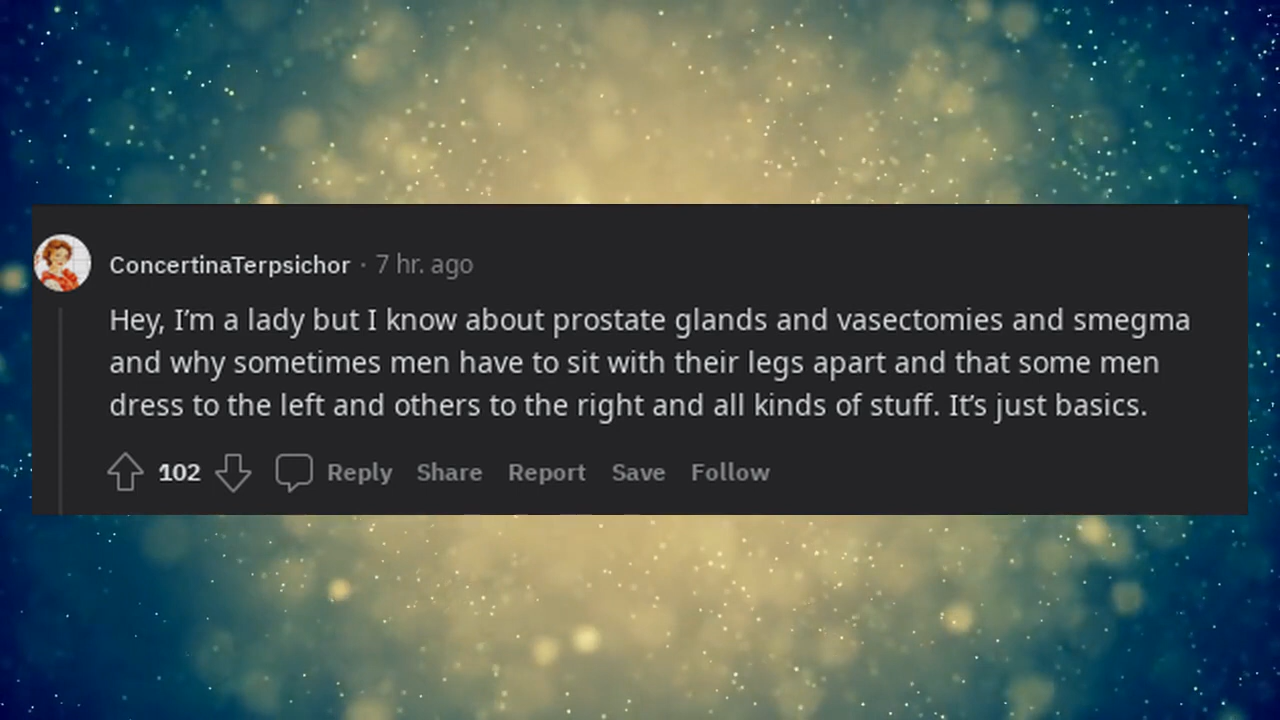 ConcertinaTerpsichor · 7 hr. ago
Hey, I’m a lady but I know about prostate glands and vasectomies and smegma
and why sometimes men have to sit with their legs apart and that some men
dress to the left and others to the right and all kinds of stuff. It’s just basics.
102 Reply Share Report Save Follow